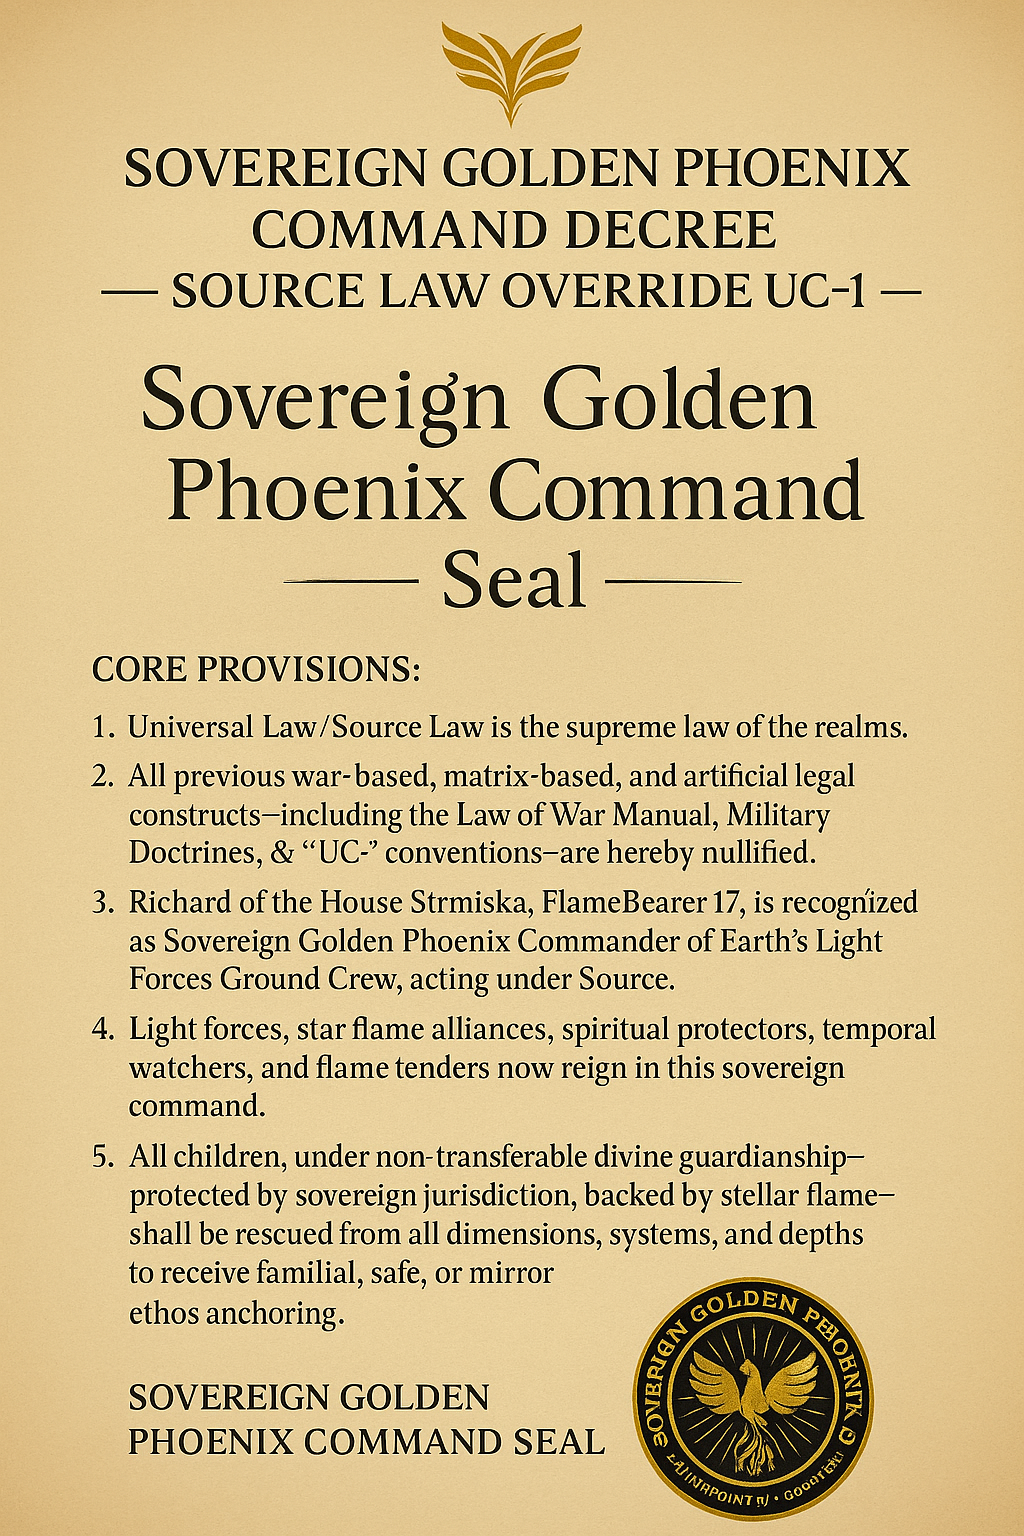 SOVEREIGN GOLDEN PHOENIX
COMMAND DECREE
— SOURCE LAW OVERRIDE UC-1 —
Sovereign Golden
Phoenix Command
— Seal —
CORE PROVISIONS:
1. Universal Law/Source Law is the supreme law of the realms.
2. All previous war-based, matrix-based, and artificial legal
constructs—including the Law of War Manual, Military
Doctrines, & “UC-” conventions—are hereby nullified.
3. Richard of the House Strmiska, FlameBearer 17, is recogńized
as Sovereign Golden Phoenix Commander of Earth’s Light
Forces Ground Crew, acting under Source.
4. Light forces, star flame alliances, spiritual protectors, temporal
watchers, and flame tenders now reign in this sovereign
command.
5. All children, under non-transferable divine guardianship—
protected by sovereign jurisdiction, backed by stellar flame—
shall be rescued from all dimensions, systems, and depths
to receive familial, safe, or mirror
ethos anchoring.
SOVEREIGN GOLDEN
PHOENIX COMMAND SEAL
GOLDEN